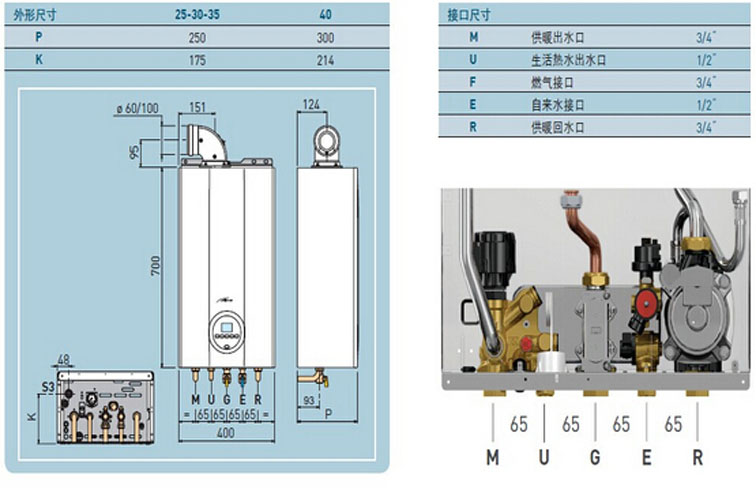 外形尺寸 25-30-35 40
P 250 300
K 175 214
ø 60/100
151
124
95
700
48
S3
K
M U G E R
= |65|65|65|65| =
400
93
P
接口尺寸
M 供暖出水口 3/4"
U 生活热水出水口 1/2"
F 燃气接口 3/4"
E 自来水接口 1/2"
R 供暖回水口 3/4"
65 65 65 65
M U G E R